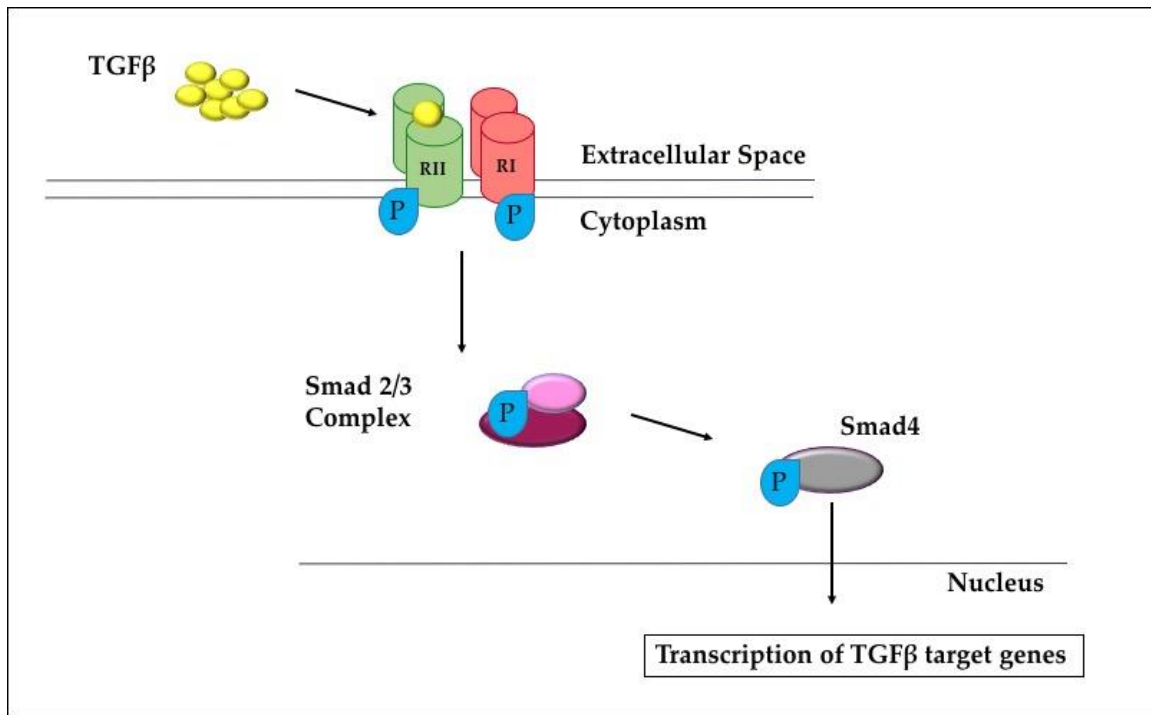 TGFβ
RII
RI
Extracellular Space
P
P
Cytoplasm
Smad 2/3
Complex
P
Smad4
P
Nucleus
Transcription of TGFβ target genes